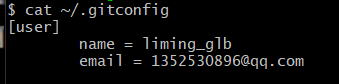 $ cat ~/.gitconfig
[user]
        name = liming_glb
        email = 1352530896@qq.com